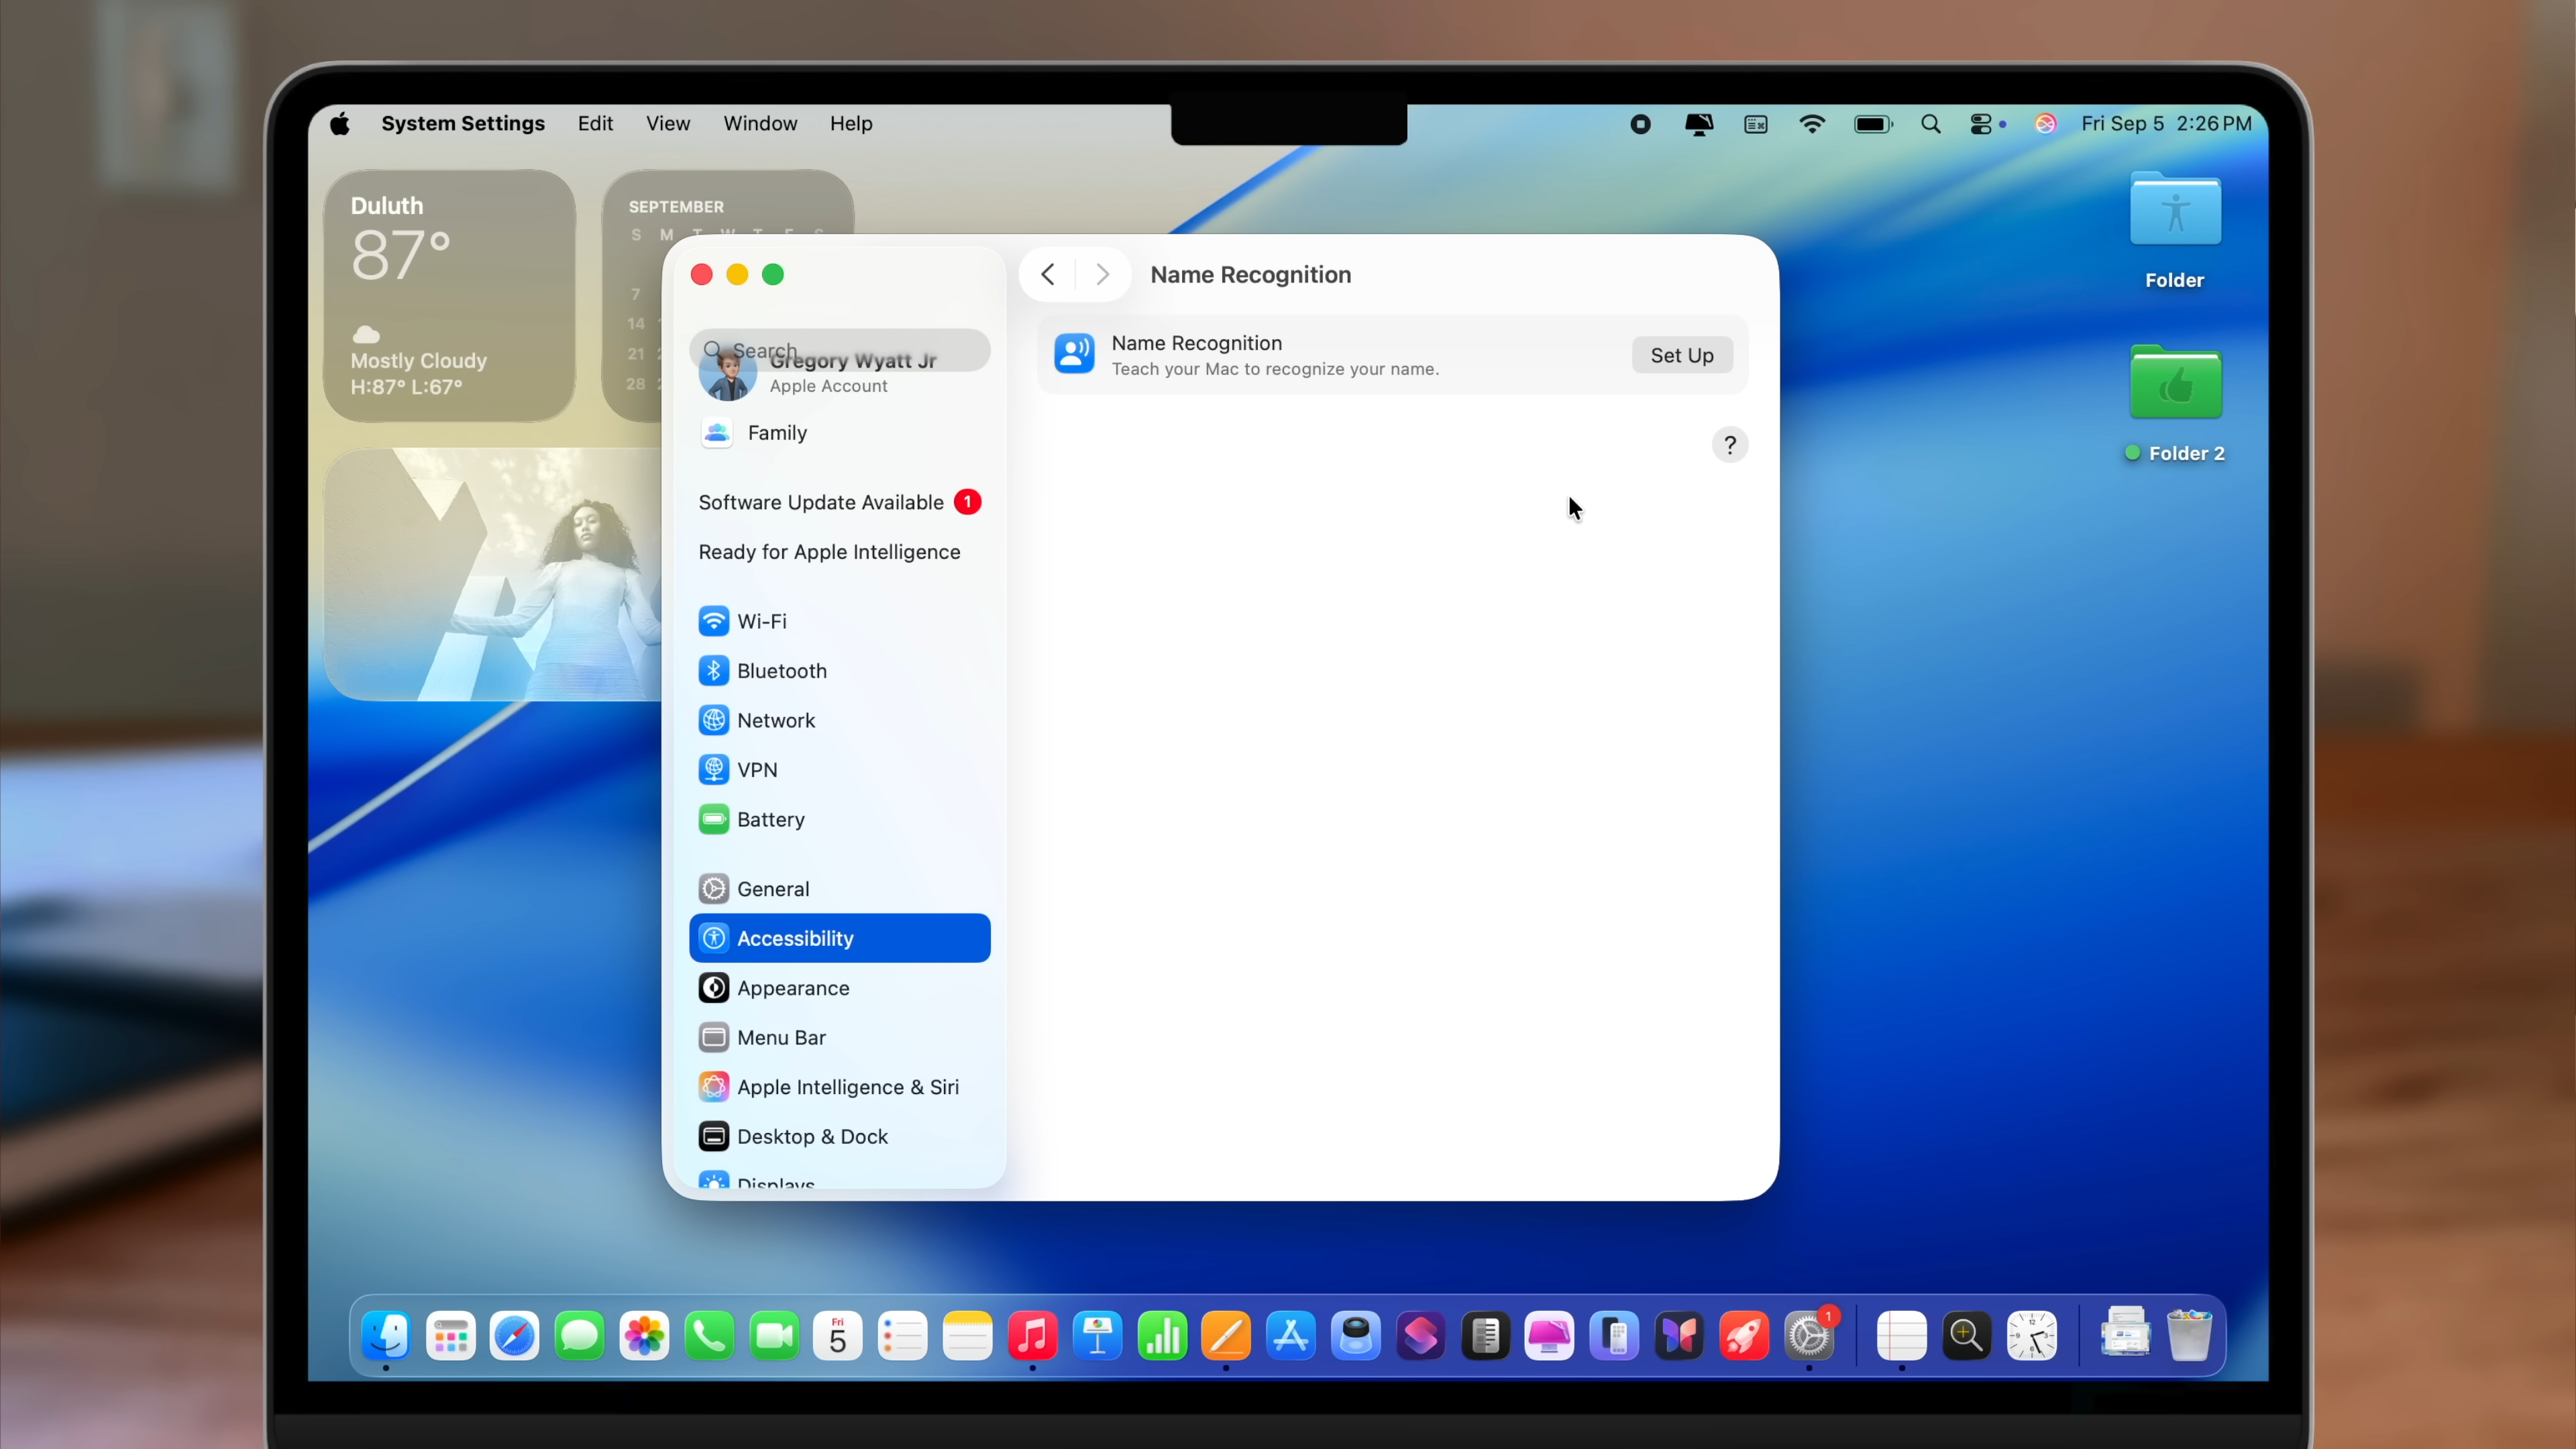 System Settings Edit View Window Help
Fri Sep 5 2:26 PM
Duluth
87°
Mostly Cloudy
H:87° L:67°
SEPTEMBER
S M T W T F S
7
14
21
28
Folder
Folder 2
Search
Gregory Wyatt Jr
Apple Account
Family
Software Update Available 1
Ready for Apple Intelligence
Wi-Fi
Bluetooth
Network
VPN
Battery
General
Accessibility
Appearance
Menu Bar
Apple Intelligence & Siri
Desktop & Dock
Displays
Name Recognition
Name Recognition
Teach your Mac to recognize your name.
Set Up
?
Fri
5
1